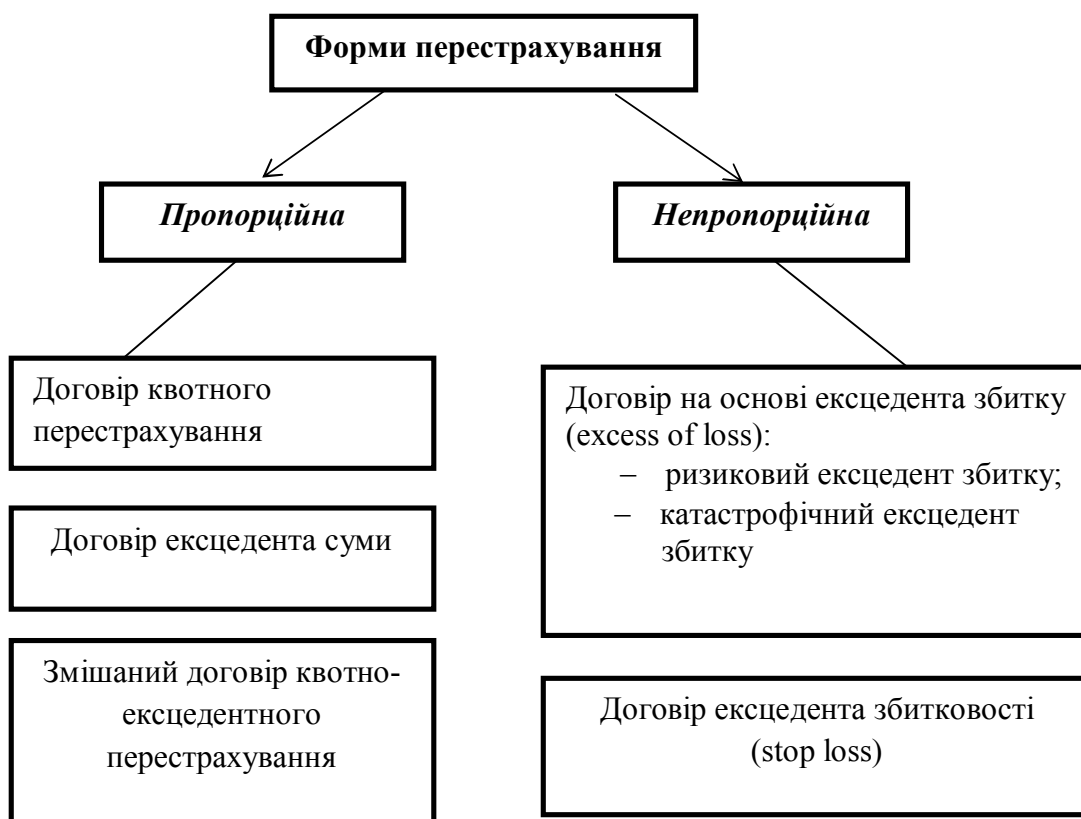 Форми перестрахування
Пропорційна
Непропорційна
Договір квотного
перестрахування
Договір ексцедента суми
Змішаний договір квотно-
ексцедентного
перестрахування
Договір на основі ексцедента збитку
(excess of loss):
– ризиковий ексцедент збитку;
– катастрофічний ексцедент
збитку
Договір ексцедента збитковості
(stop loss)